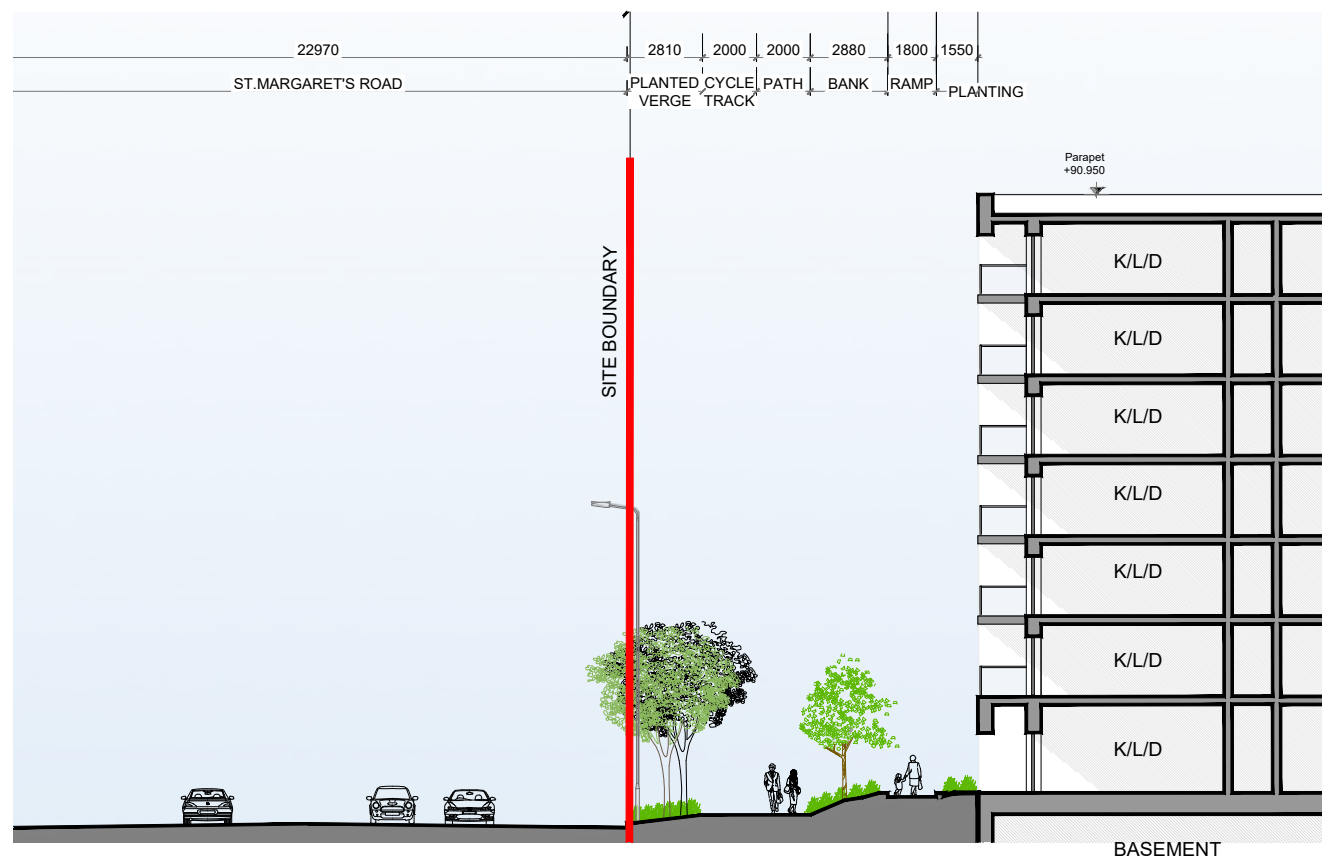 22970
2810
2000
2000
2880
1800
1550
ST.MARGARET'S ROAD
PLANTED
VERGE
CYCLE
TRACK
PATH
BANK
RAMP
PLANTING
Parapet
+90.950
SITE BOUNDARY
K/L/D
K/L/D
K/L/D
K/L/D
K/L/D
K/L/D
K/L/D
BASEMENT